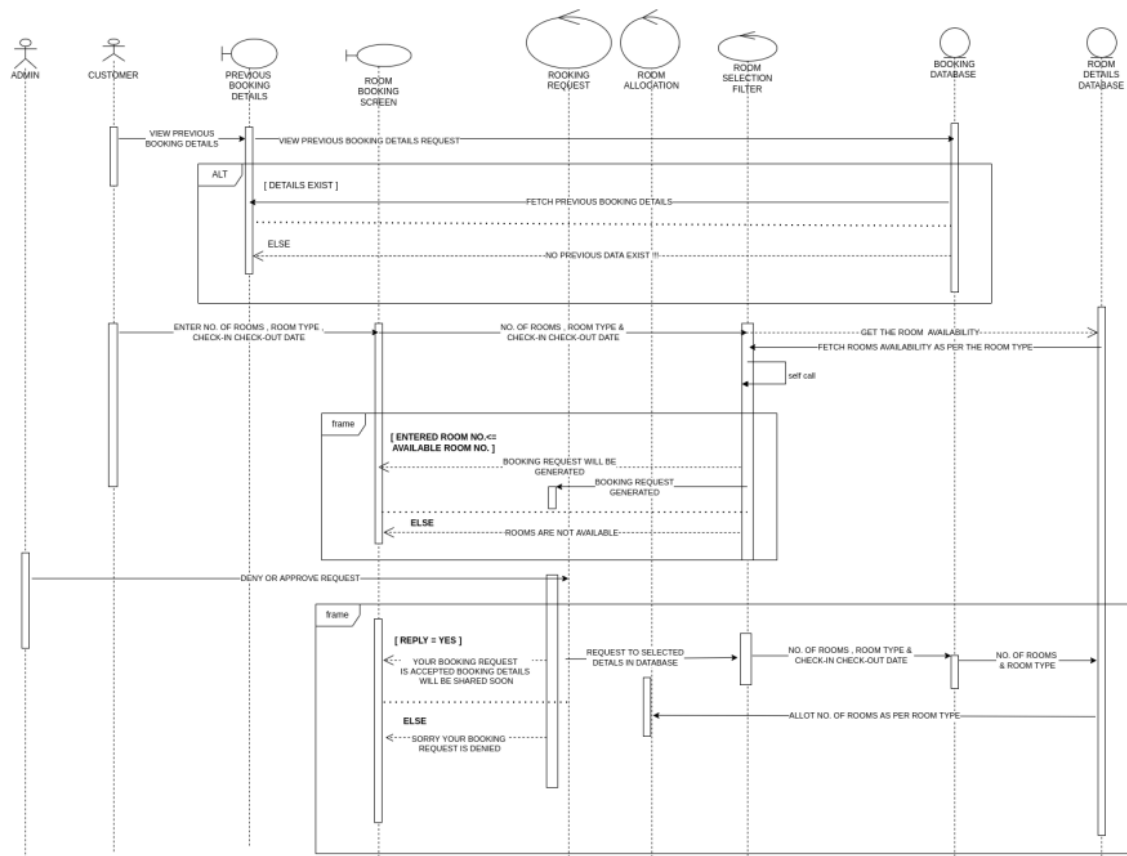 ADMIN
CUSTOMER
PREVIOUS
BOOKING
DETAILS
ROOM
BOOKING
SCREEN
ROOKING
REQUEST
ROOM
ALLOCATION
ROOM
SELECTION
FILTER
BOOKING
DATABASE
ROOM
DETAILS
DATABASE
VIEW PREVIOUS
BOOKING DETAILS
VIEW PREVIOUS BOOKING DETAILS REQUEST
ALT
[ DETAILS EXIST ]
FETCH PREVIOUS BOOKING DETAILS
ELSE
NO PREVIOUS DATA EXIST !!!
ENTER NO. OF ROOMS , ROOM TYPE ,
CHECK-IN CHECK-OUT DATE
NO. OF ROOMS , ROOM TYPE &
CHECK-IN CHECK-OUT DATE
GET THE ROOM AVAILABILITY
FETCH ROOMS AVAILABILITY AS PER THE ROOM TYPE
self call
frame
[ ENTERED ROOM NO.<=
AVAILABLE ROOM NO. ]
BOOKING REQUEST WILL BE
GENERATED
BOOKING REQUEST
GENERATED
ELSE
ROOMS ARE NOT AVAILABLE
DENY OR APPROVE REQUEST
frame
[ REPLY = YES ]
YOUR BOOKING REQUEST
IS ACCEPTED BOOKING DETAILS
WILL BE SHARED SOON
REQUEST TO SELECTED
DETALS IN DATABASE
NO. OF ROOMS , ROOM TYPE &
CHECK-IN CHECK-OUT DATE
NO. OF ROOMS
& ROOM TYPE
ALLOT NO. OF ROOMS AS PER ROOM TYPE
ELSE
SORRY YOUR BOOKING
REQUEST IS DENIED